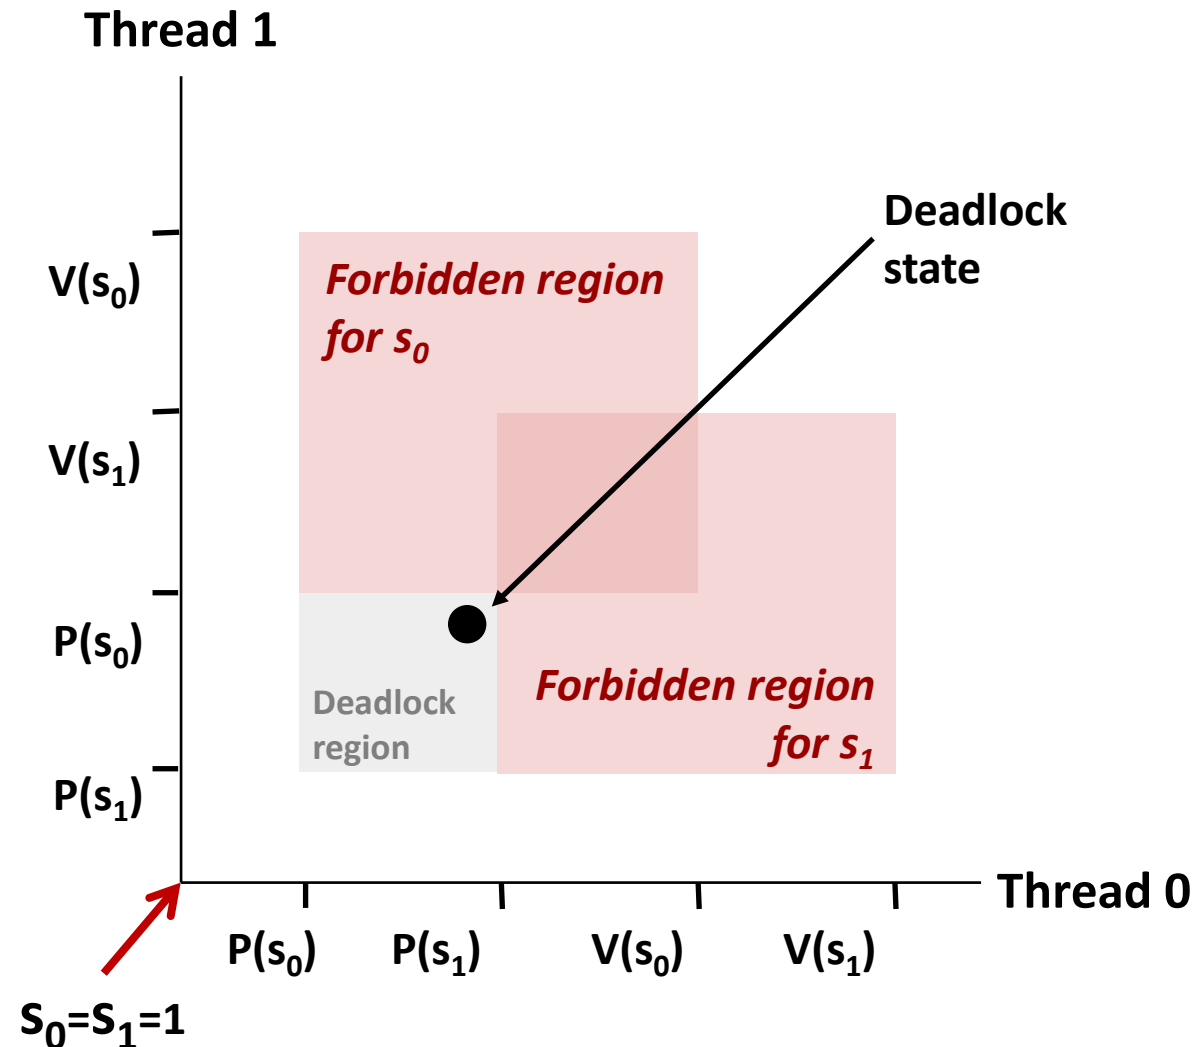 Thread 1
Deadlock
state
V(s₀)
Forbidden region
for s₀
V(s₁)
P(s₀)
Forbidden region
for s₁
Deadlock
region
P(s₁)
Thread 0
P(s₀) P(s₁) V(s₀) V(s₁)
s₀=s₁=1